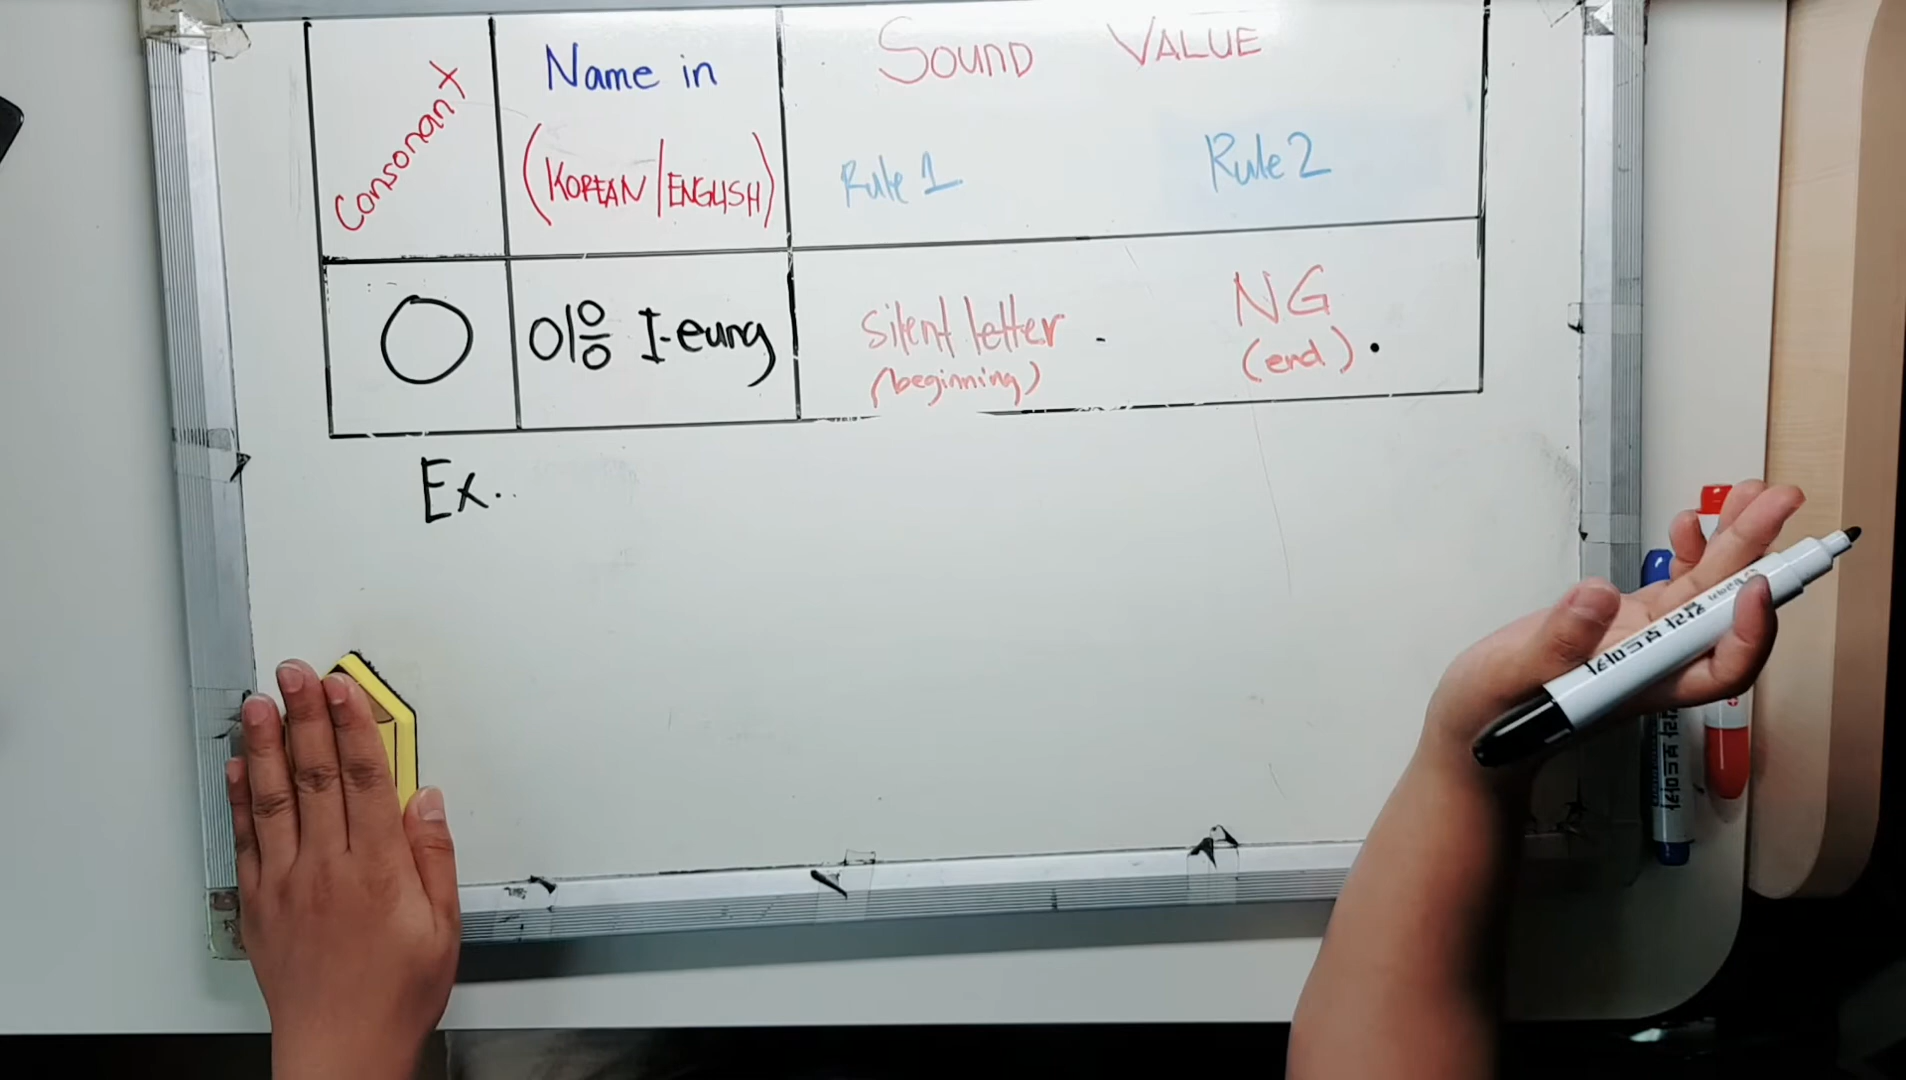 Consonant
Name in
(KOREAN/ENGLISH)
SOUND VALUE
Rule 1
Rule 2
ㅇ
이응 I-eung
silent letter
(beginning)
NG
(end)
Ex..